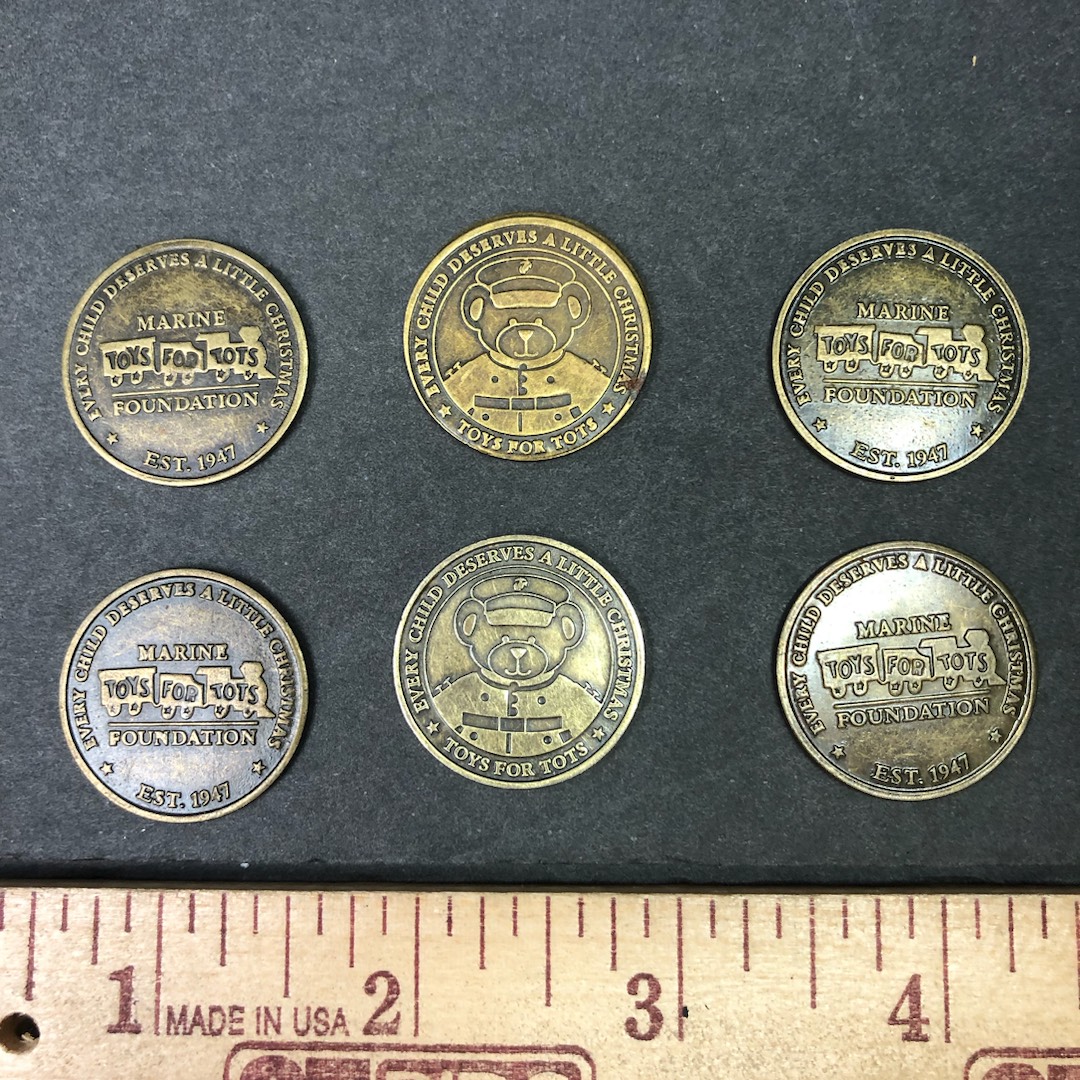 EVERY CHILD DESERVES A LITTLE CHRISTMAS
MARINE
TOYS FOR TOTS
FOUNDATION
EST. 1947
EVERY CHILD DESERVES A LITTLE CHRISTMAS
TOYS FOR TOTS
EVERY CHILD DESERVES A LITTLE CHRISTMAS
MARINE
TOYS FOR TOTS
FOUNDATION
EST. 1947
EVERY CHILD DESERVES A LITTLE CHRISTMAS
MARINE
TOYS FOR TOTS
FOUNDATION
EST. 1947
EVERY CHILD DESERVES A LITTLE CHRISTMAS
TOYS FOR TOTS
EVERY CHILD DESERVES A LITTLE CHRISTMAS
MARINE
TOYS FOR TOTS
FOUNDATION
EST. 1947
1 MADE IN USA 2 3 4